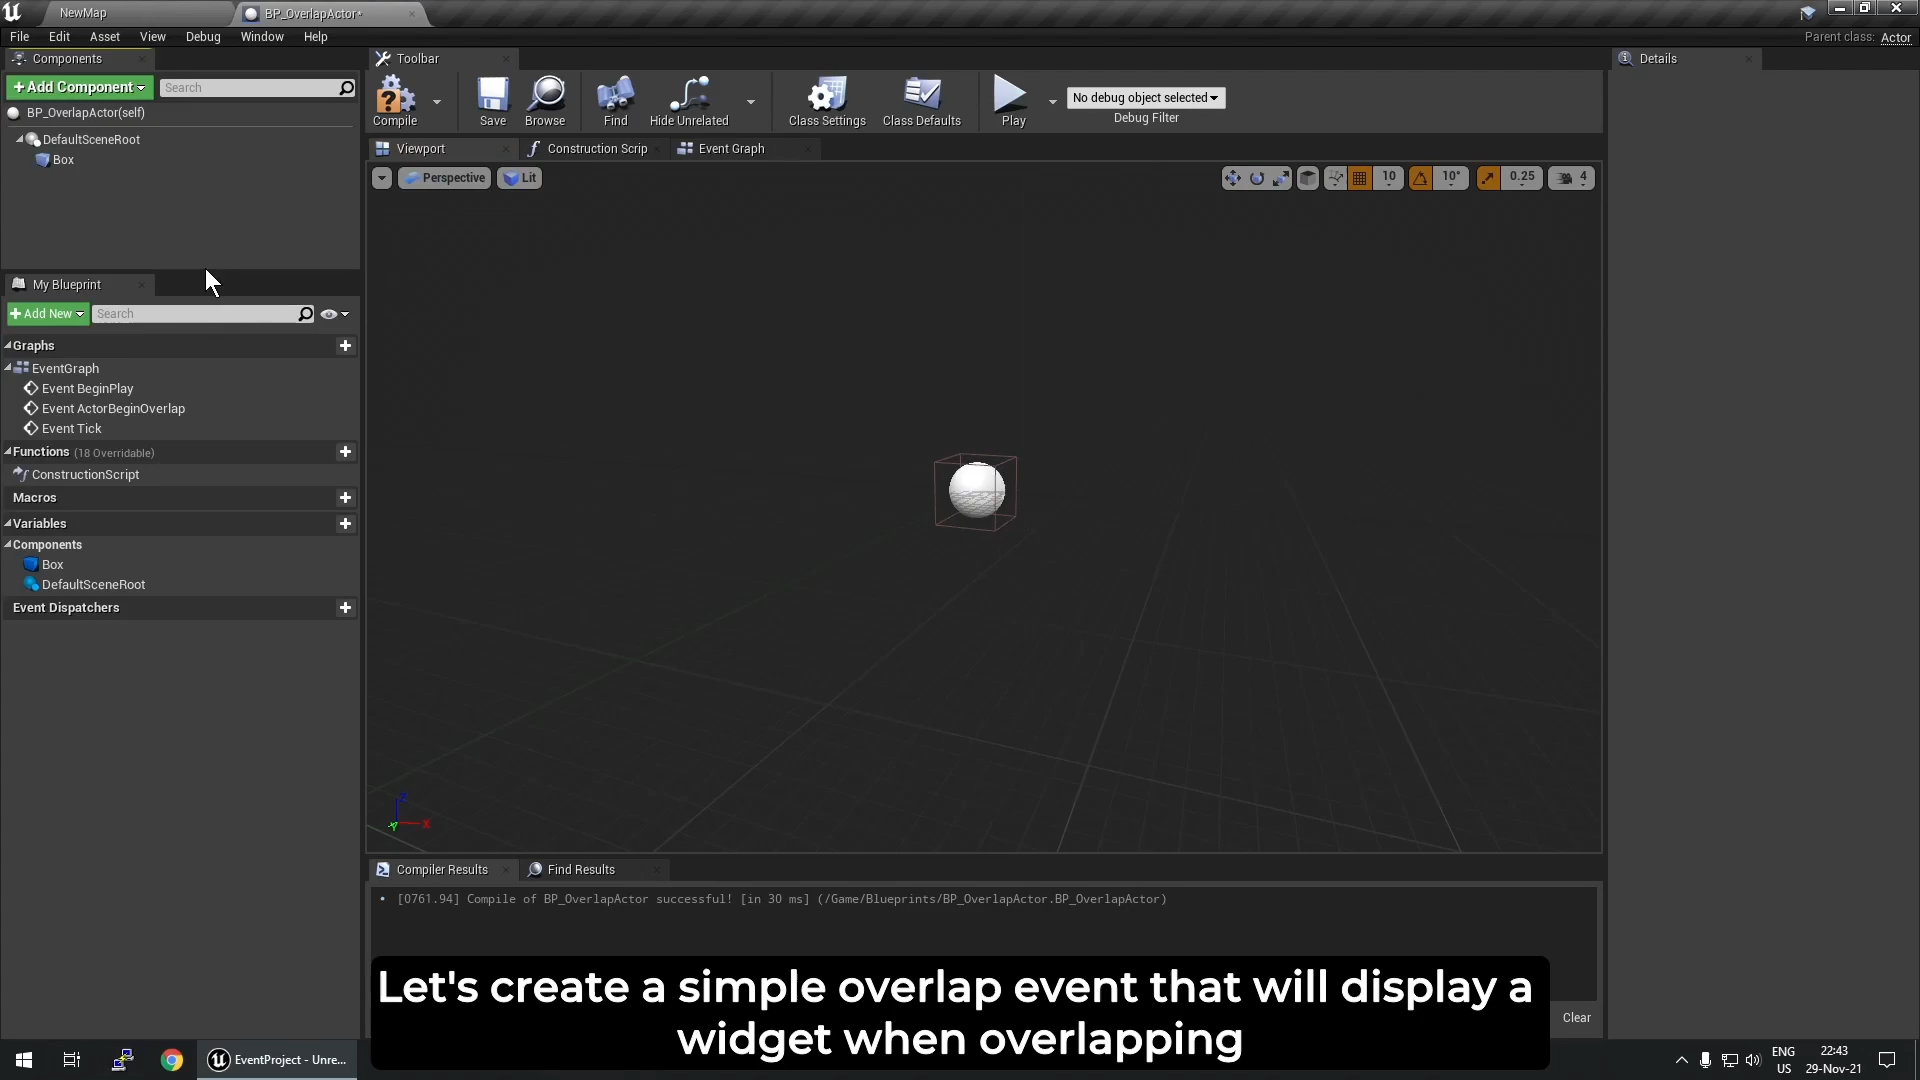 NewMap
BP_OverlapActor*
File Edit Asset View Debug Window Help
Parent class: Actor
Components
+ Add Component
Search
BP_OverlapActor(self)
DefaultSceneRoot
Box
My Blueprint
+ Add New
Search
Graphs
EventGraph
Event BeginPlay
Event ActorBeginOverlap
Event Tick
Functions (18 Overridable)
ConstructionScript
Macros
Variables
Components
Box
DefaultSceneRoot
Event Dispatchers
Toolbar
Compile
Save
Browse
Find
Hide Unrelated
Class Settings
Class Defaults
Play
No debug object selected
Debug Filter
Viewport
Construction Scrip
Event Graph
Perspective
Lit
10
10°
0.25
4
Z
X
Y
Compiler Results
Find Results
[0761.94] Compile of BP_OverlapActor successful! [in 30 ms] (/Game/Blueprints/BP_OverlapActor.BP_OverlapActor)
Clear
Details
Let's create a simple overlap event that will display a
widget when overlapping
EventProject - Unre...
ENG
US
22:43
29-Nov-21